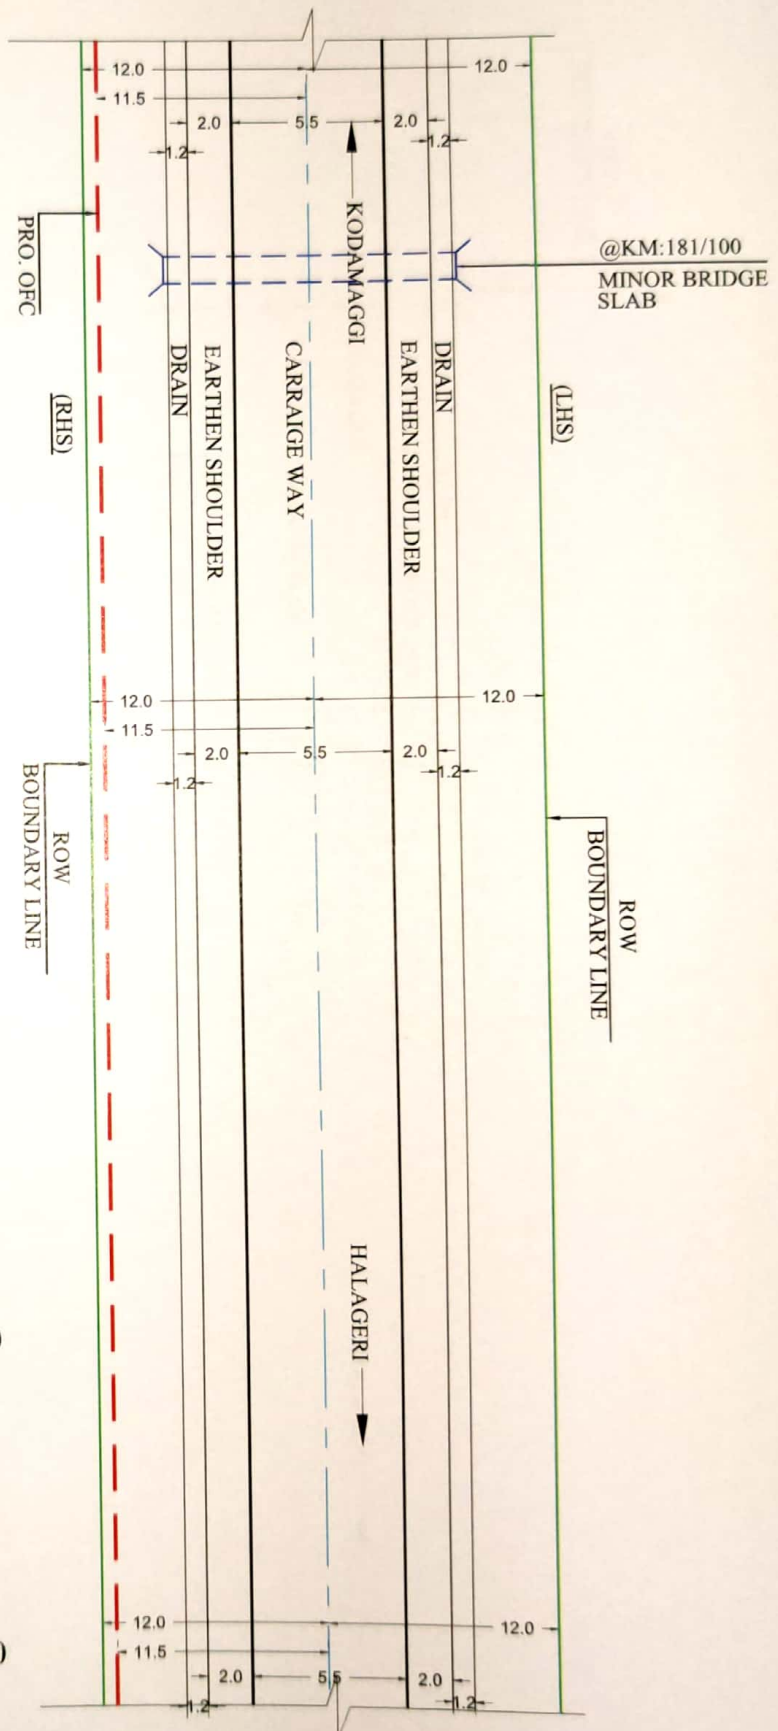 12.0
12.0
11.5
2.0
5.5
2.0
1.2
1.2
@KM:181/100
MINOR BRIDGE
SLAB
KODAMAGGI
PRO. OFC
DRAIN
EARTHEN SHOULDER
CARRAIGE WAY
EARTHEN SHOULDER
DRAIN
(RHS)
(LHS)
12.0
12.0
11.5
2.0
5.5
2.0
1.2
1.2
ROW
BOUNDARY LINE
ROW
BOUNDARY LINE
HALAGERI
12.0
12.0
11.5
2.0
5.5
2.0
1.2
1.2